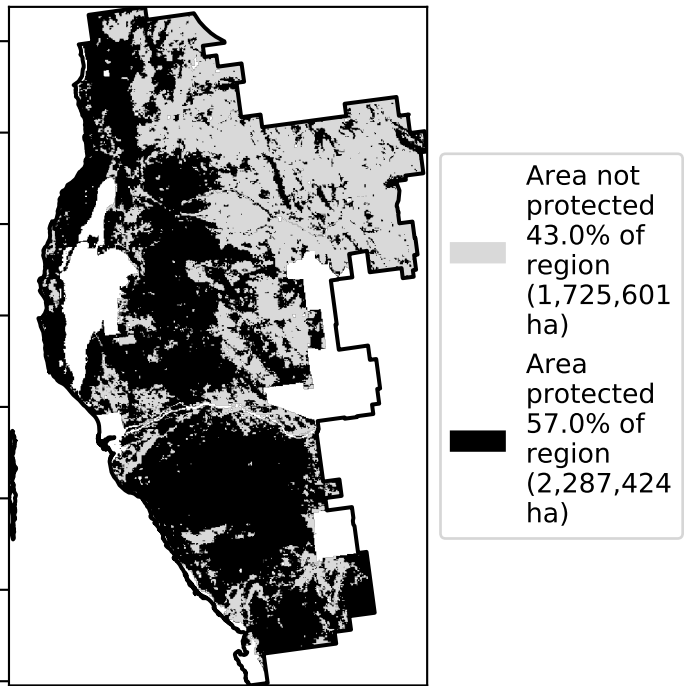 Area not
protected
43.0% of
region
(1,725,601
ha)
Area
protected
57.0% of
region
(2,287,424
ha)